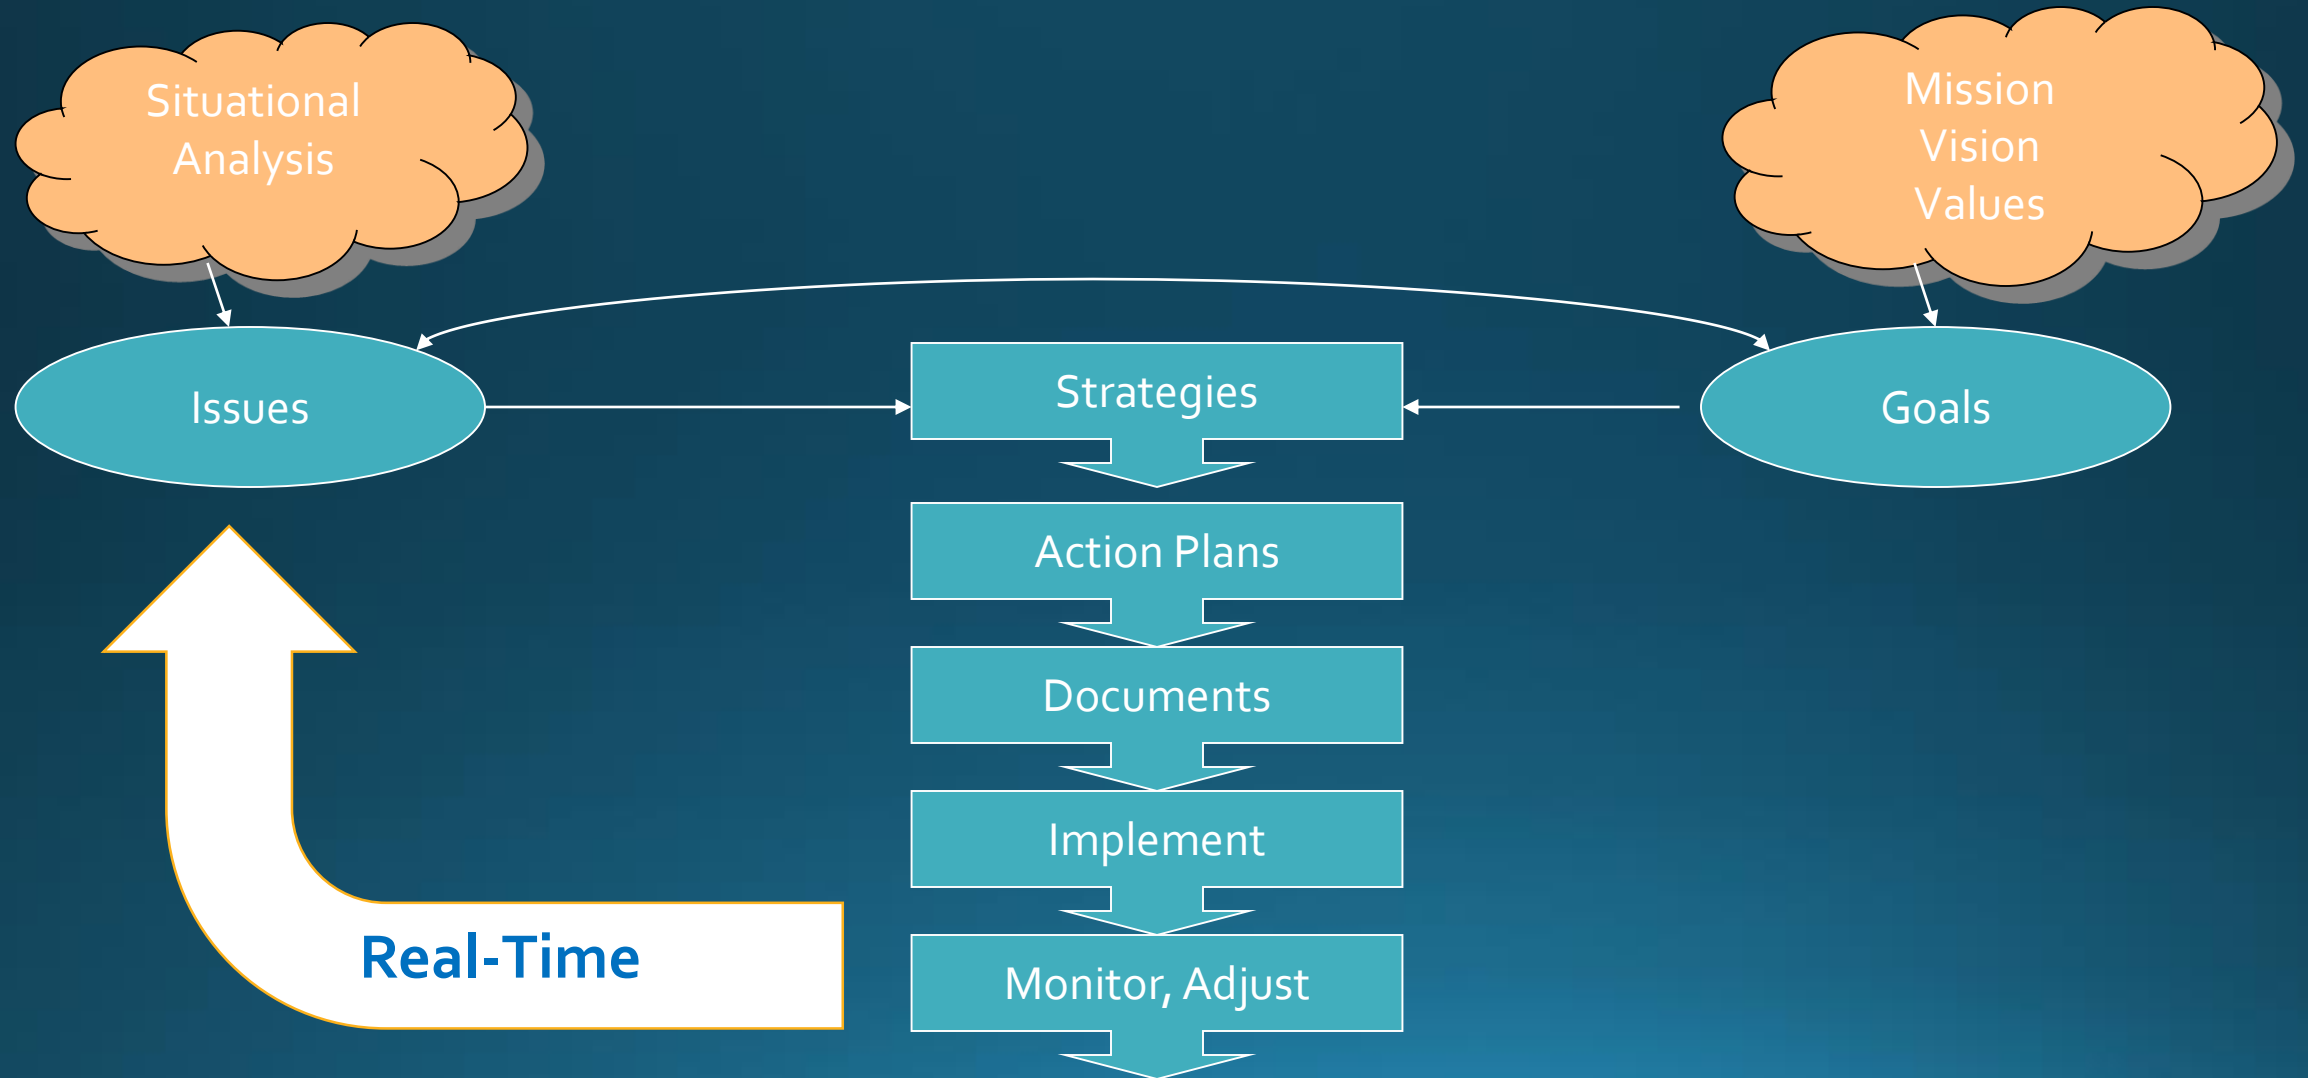 Situational
Analysis
Mission
Vision
Values
Issues
Strategies
Goals
Action Plans
Documents
Implement
Real-Time
Monitor, Adjust